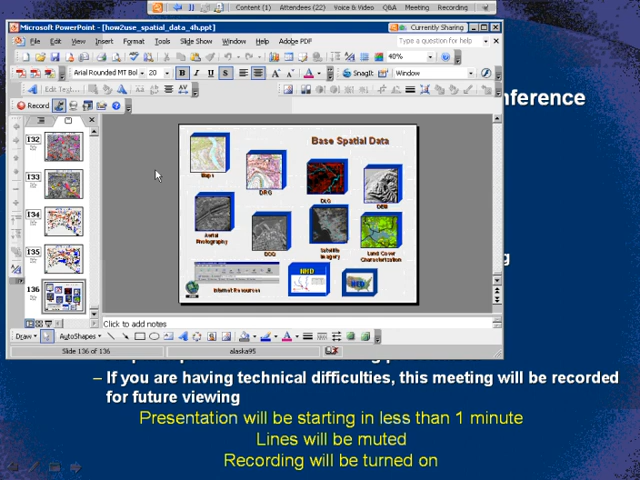 Content (1) Attendees (22) Voice & Video Q&A Meeting Recording
Microsoft PowerPoint - [how2use_spatial_data_4h.ppt]
Currently Sharing
File Edit View Insert Format Tools Slide Show Window Help Adobe PDF
Type a question for help
40%
Arial Rounded MT Bol 20 B I U S
SnagIt Window
Edit Text...
Record
nference
132
133
134
135
136
Base Spatial Data
Maps
DRG
DLG
DEM
Aerial
Photography
DOQ
Satellite
Imagery
Land Cover
Characterization
Internet Resources
NHD
NED
g
Click to add notes
Draw AutoShapes
Slide 136 of 136
alaska95
– If you are having technical difficulties, this meeting will be recorded
for future viewing
Presentation will be starting in less than 1 minute
Lines will be muted
Recording will be turned on